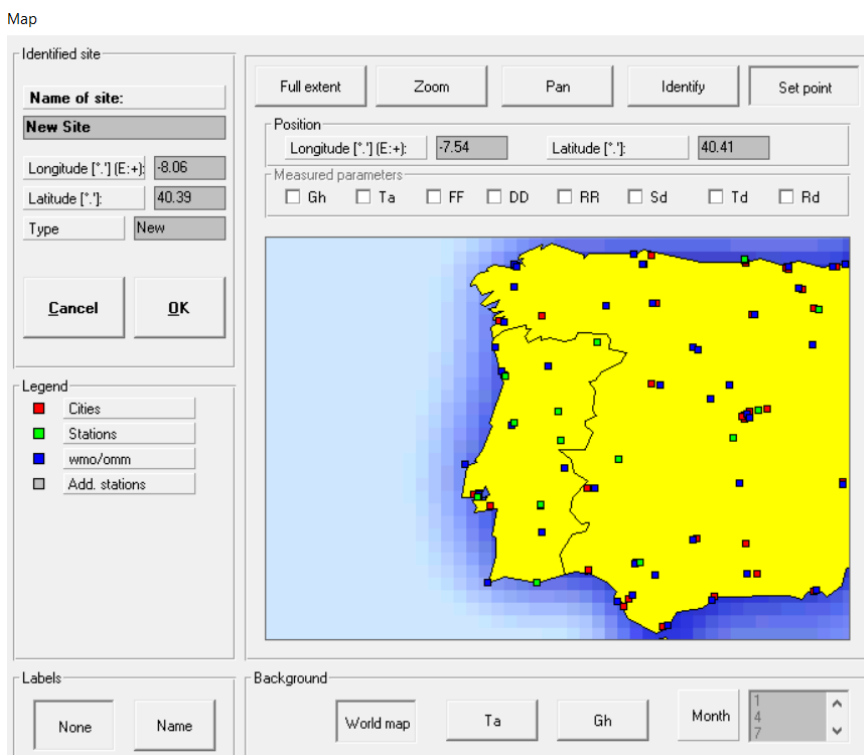 Map
Identified site
Name of site:
New Site
Longitude [°.'] (E:+):
-8.06
Latitude [°.']:
40.39
Type
New
Cancel
OK
Full extent
Zoom
Pan
Identify
Set point
Position
Longitude [°.'] (E:+):
-7.54
Latitude [°.']:
40.41
Measured parameters
Gh
Ta
FF
DD
RR
Sd
Td
Rd
Legend
Cities
Stations
wmo/omm
Add. stations
Labels
None
Name
Background
World map
Ta
Gh
Month
1
4
7